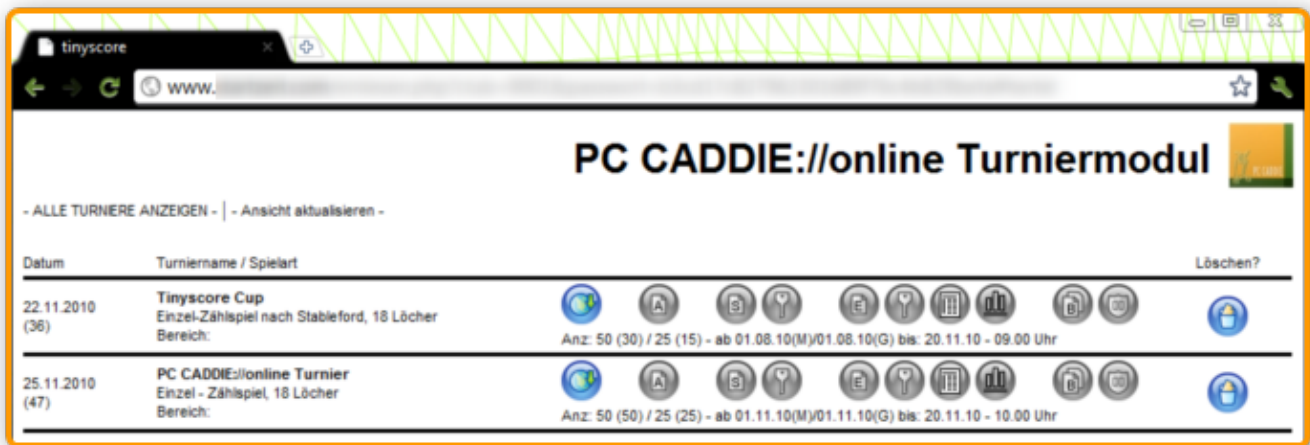 tinyscore
www.
PC CADDIE://online Turniermodul
PC CADDIE
- ALLE TURNIERE ANZEIGEN - | - Ansicht aktualisieren -
Datum Turniername / Spielart Löschen?
22.11.2010
(36)
Tinyscore Cup
Einzel-Zählspiel nach Stableford, 18 Löcher
Bereich:
A S E B
Anz: 50 (30) / 25 (15) - ab 01.08.10(M)/01.08.10(G) bis: 20.11.10 - 09.00 Uhr
25.11.2010
(47)
PC CADDIE://online Turnier
Einzel - Zählspiel, 18 Löcher
Bereich:
A S E B
Anz: 50 (50) / 25 (25) - ab 01.11.10(M)/01.11.10(G) bis: 20.11.10 - 10.00 Uhr